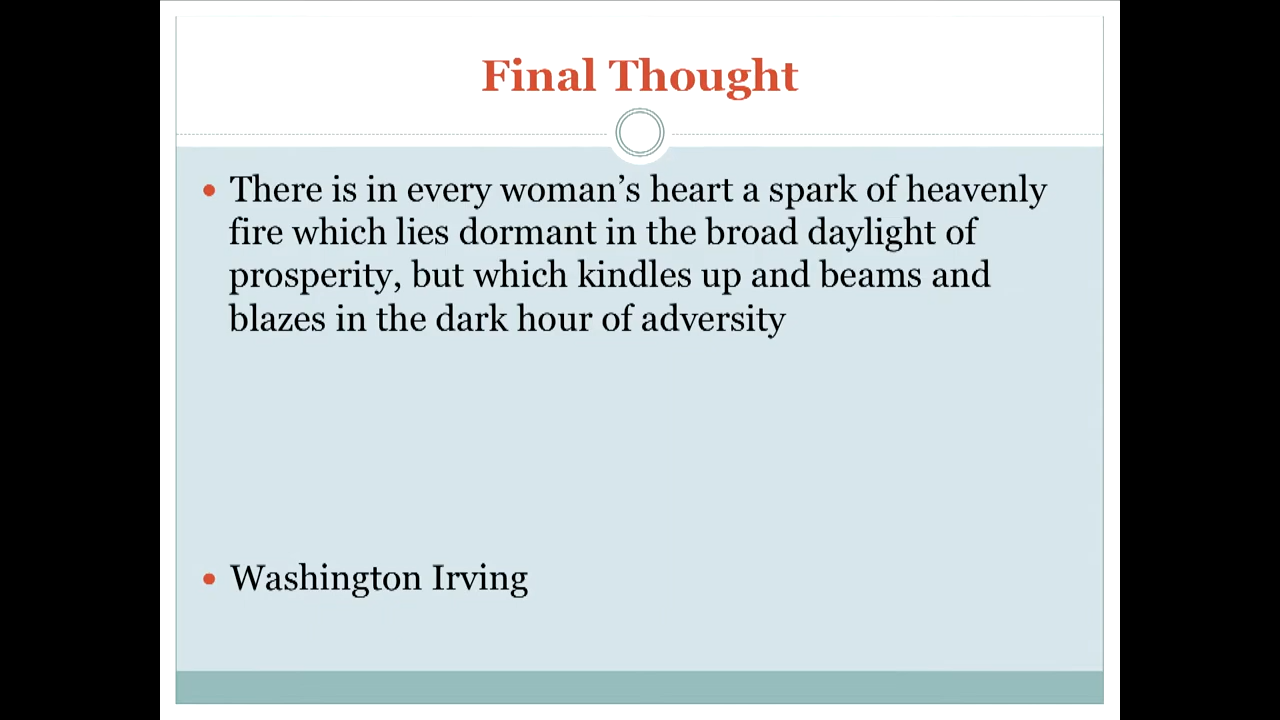 Final Thought
There is in every woman’s heart a spark of heavenly
fire which lies dormant in the broad daylight of
prosperity, but which kindles up and beams and
blazes in the dark hour of adversity
Washington Irving